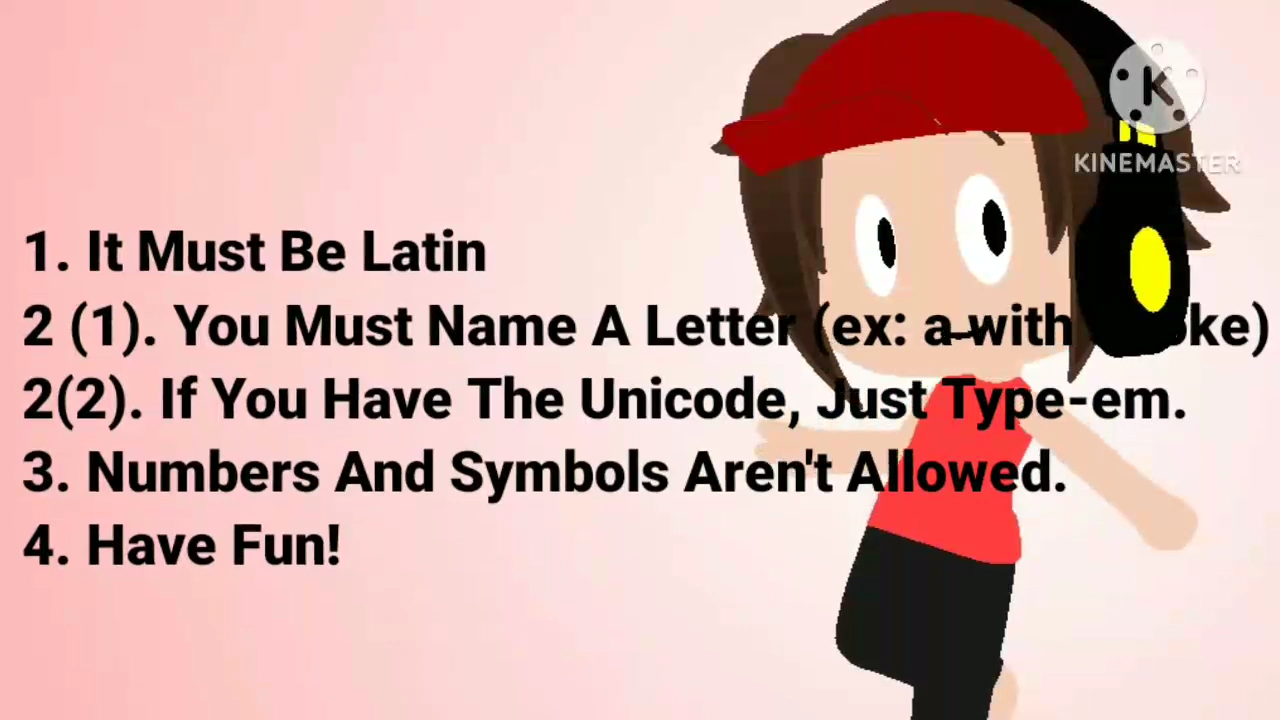 1. It Must Be Latin
2 (1). You Must Name A Letter (ex: a with ke)
2(2). If You Have The Unicode, Just Type-em.
3. Numbers And Symbols Aren't Allowed.
4. Have Fun!
K
KINEMASTER